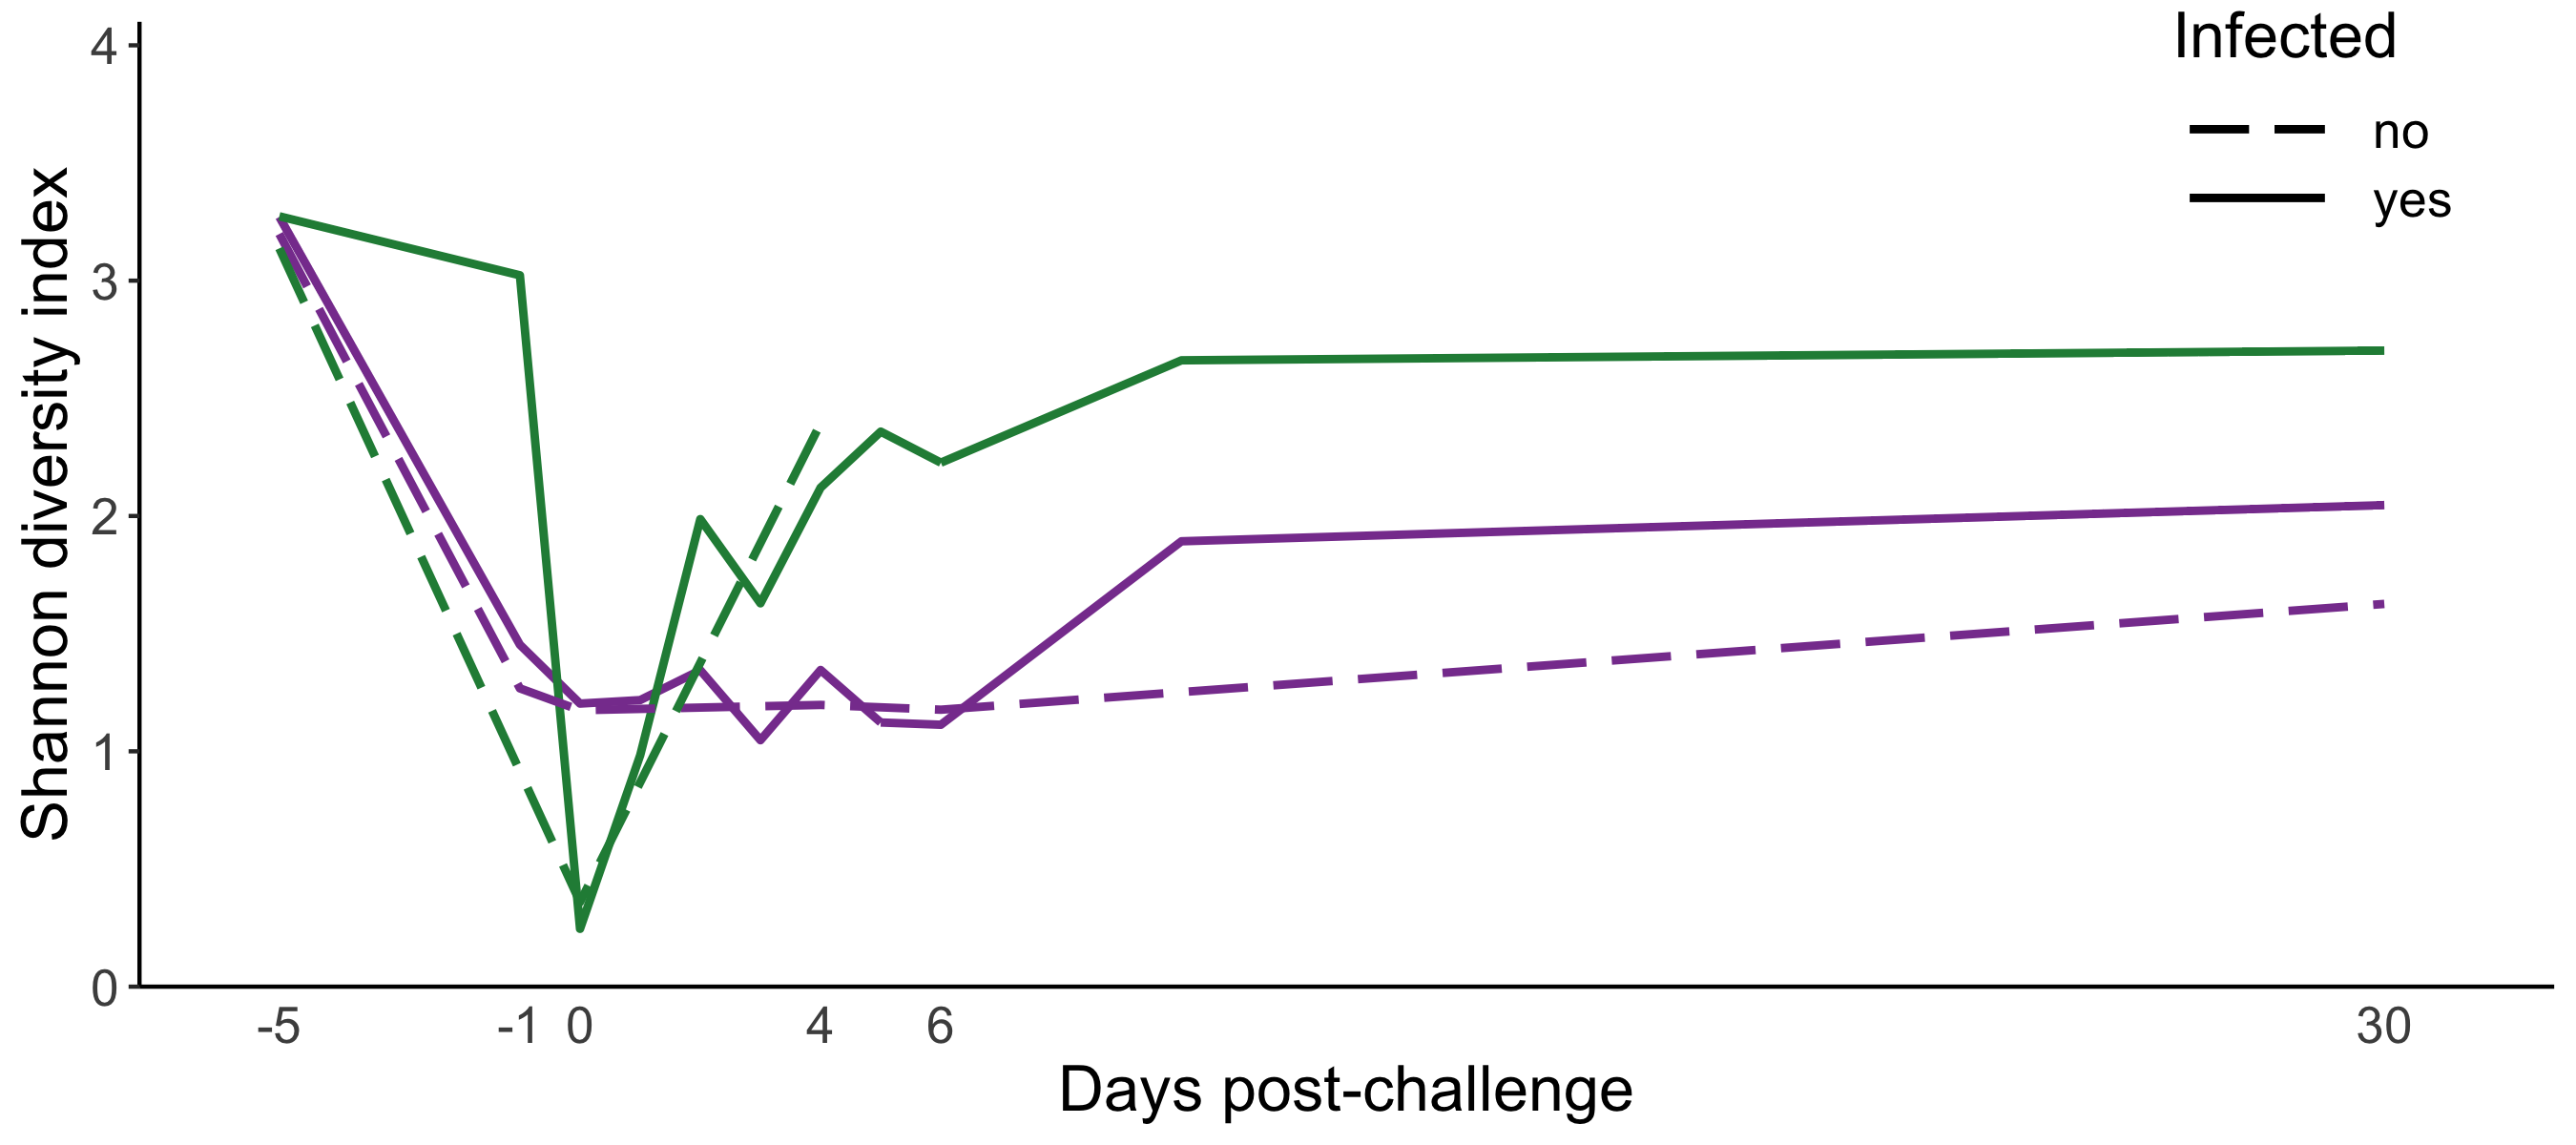 Infected
no
yes
Shannon diversity index
4
3
2
1
0
-5 -1 0 4 6 30
Days post-challenge